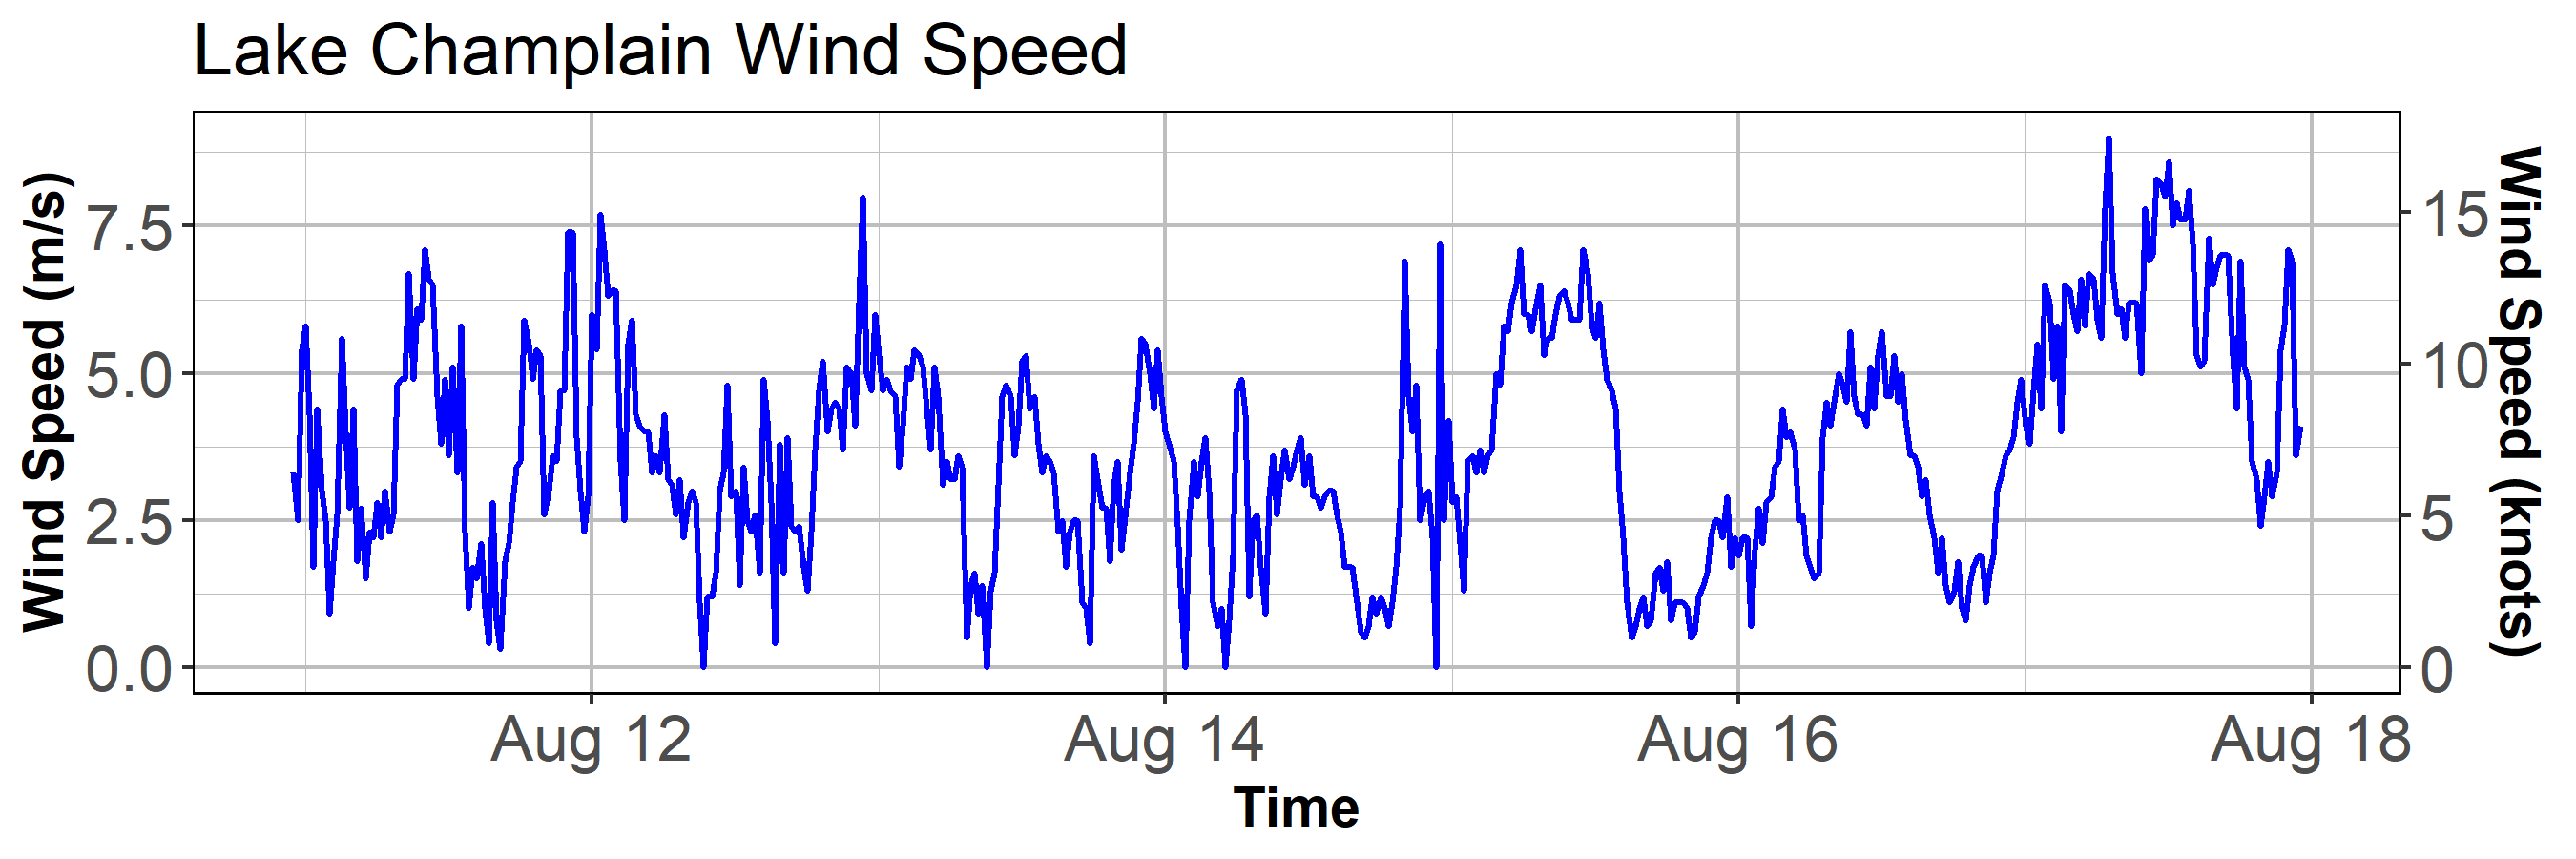 Lake Champlain Wind Speed
Wind Speed (m/s)
7.5
5.0
2.5
0.0
15
10
5
0
Wind Speed (knots)
Aug 12
Aug 14
Aug 16
Aug 18
Time